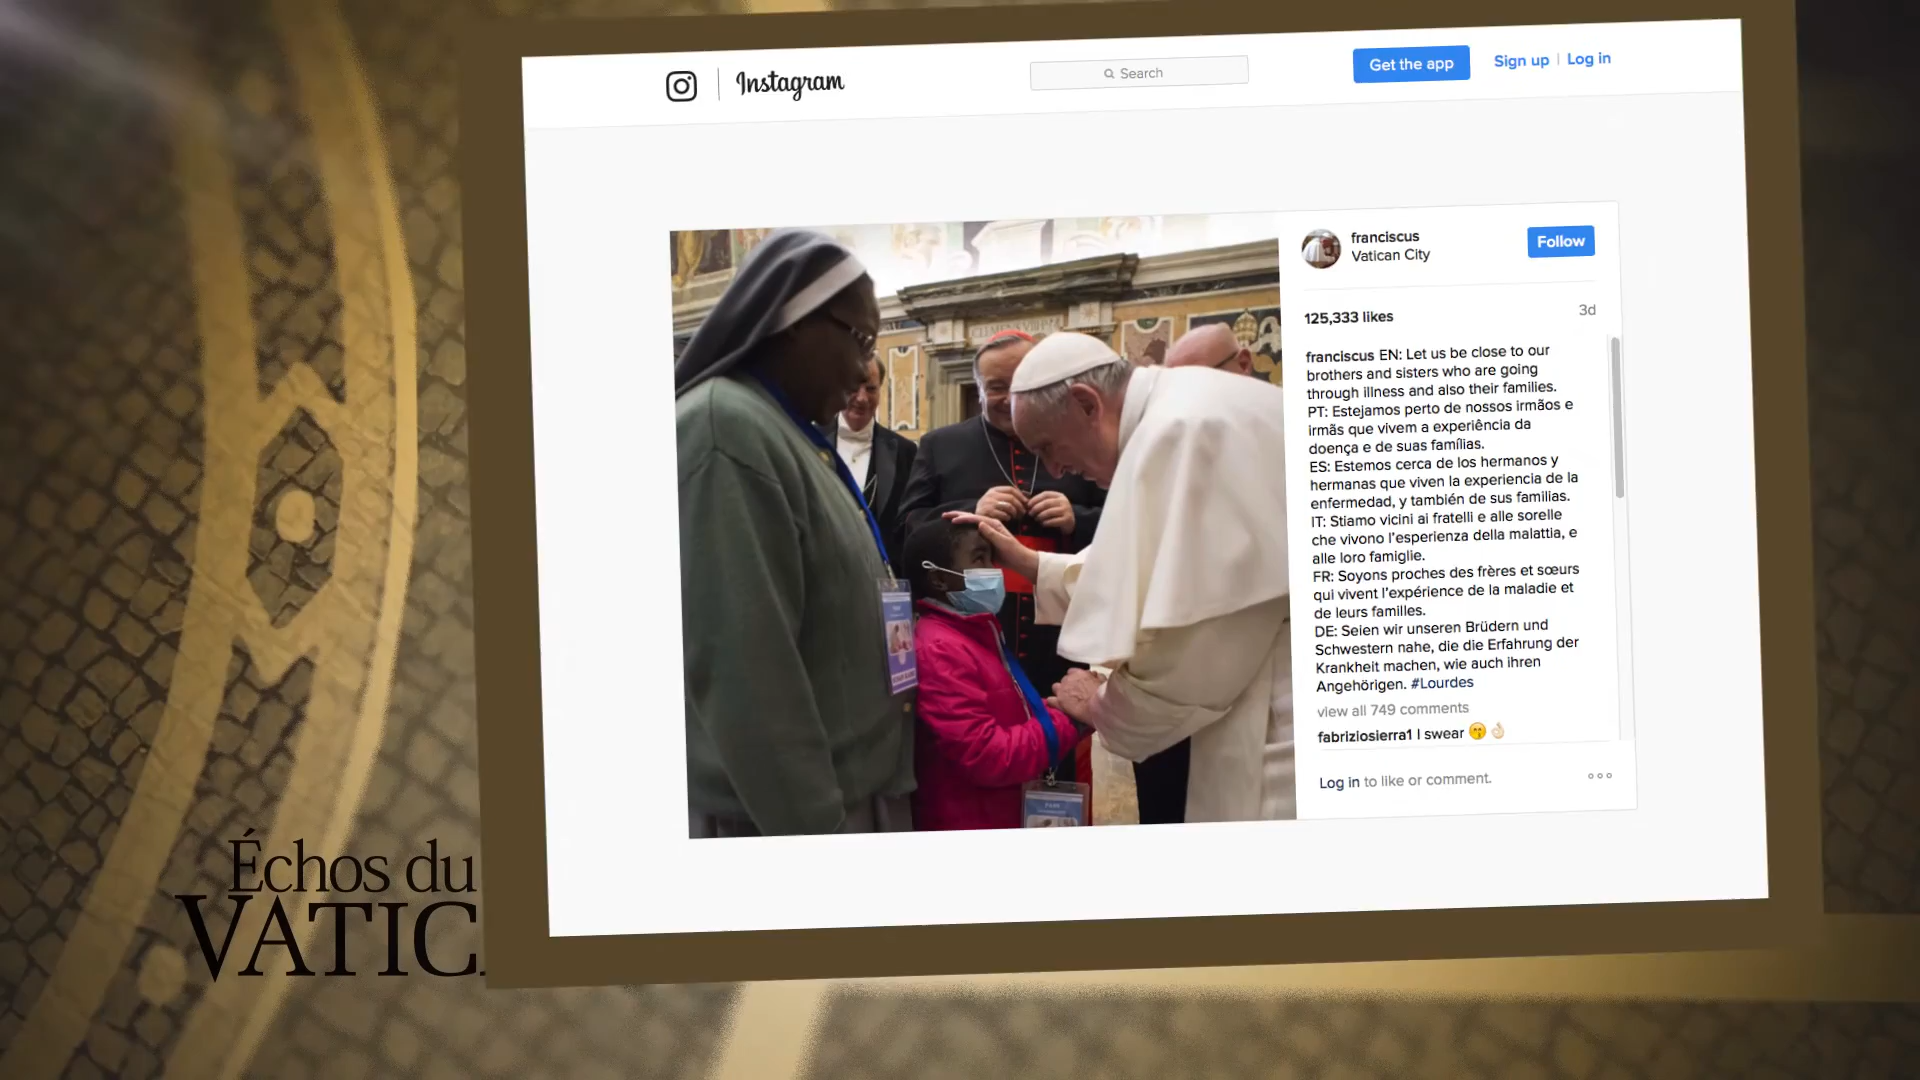 Instagram
Search
Get the app
Sign up | Log in
franciscus
Vatican City
Follow
125,333 likes
3d
franciscus EN: Let us be close to our
brothers and sisters who are going
through illness and also their families.
PT: Estejamos perto de nossos irmãos e
irmãs que vivem a experiência da
doença e de suas famílias.
ES: Estemos cerca de los hermanos y
hermanas que viven la experiencia de la
enfermedad, y también de sus familias.
IT: Stiamo vicini ai fratelli e alle sorelle
che vivono l'esperienza della malattia, e
alle loro famiglie.
FR: Soyons proches des frères et sœurs
qui vivent l'expérience de la maladie et
de leurs familles.
DE: Seien wir unseren Brüdern und
Schwestern nahe, die die Erfahrung der
Krankheit machen, wie auch ihren
Angehörigen. #Lourdes
view all 749 comments
fabriziosierra1 I swear 😙👌🏻
Log in to like or comment.
Échos du
VATIC